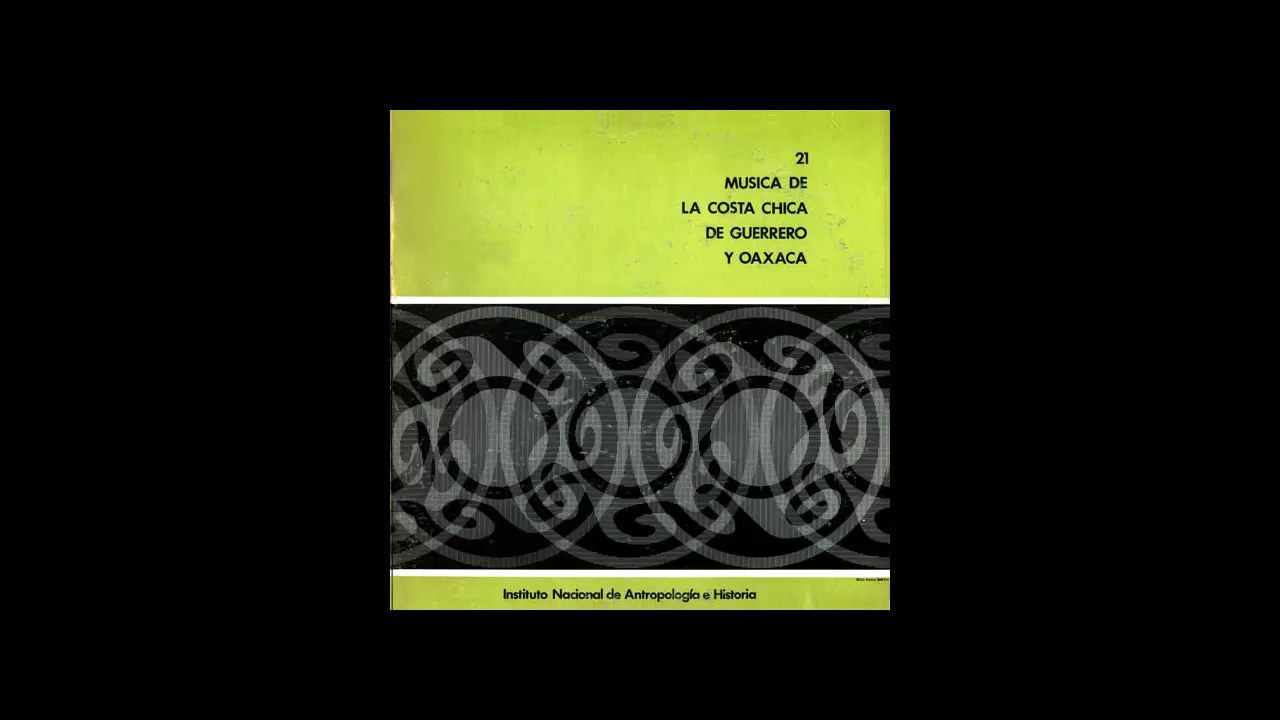 21
MUSICA DE
LA COSTA CHICA
DE GUERRERO
Y OAXACA
Instituto Nacional de Antropología e Historia